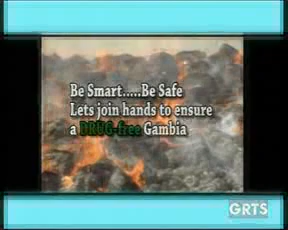 Be Smart.....Be Safe
Lets join hands to ensure
a DRUG-free Gambia
GRTS